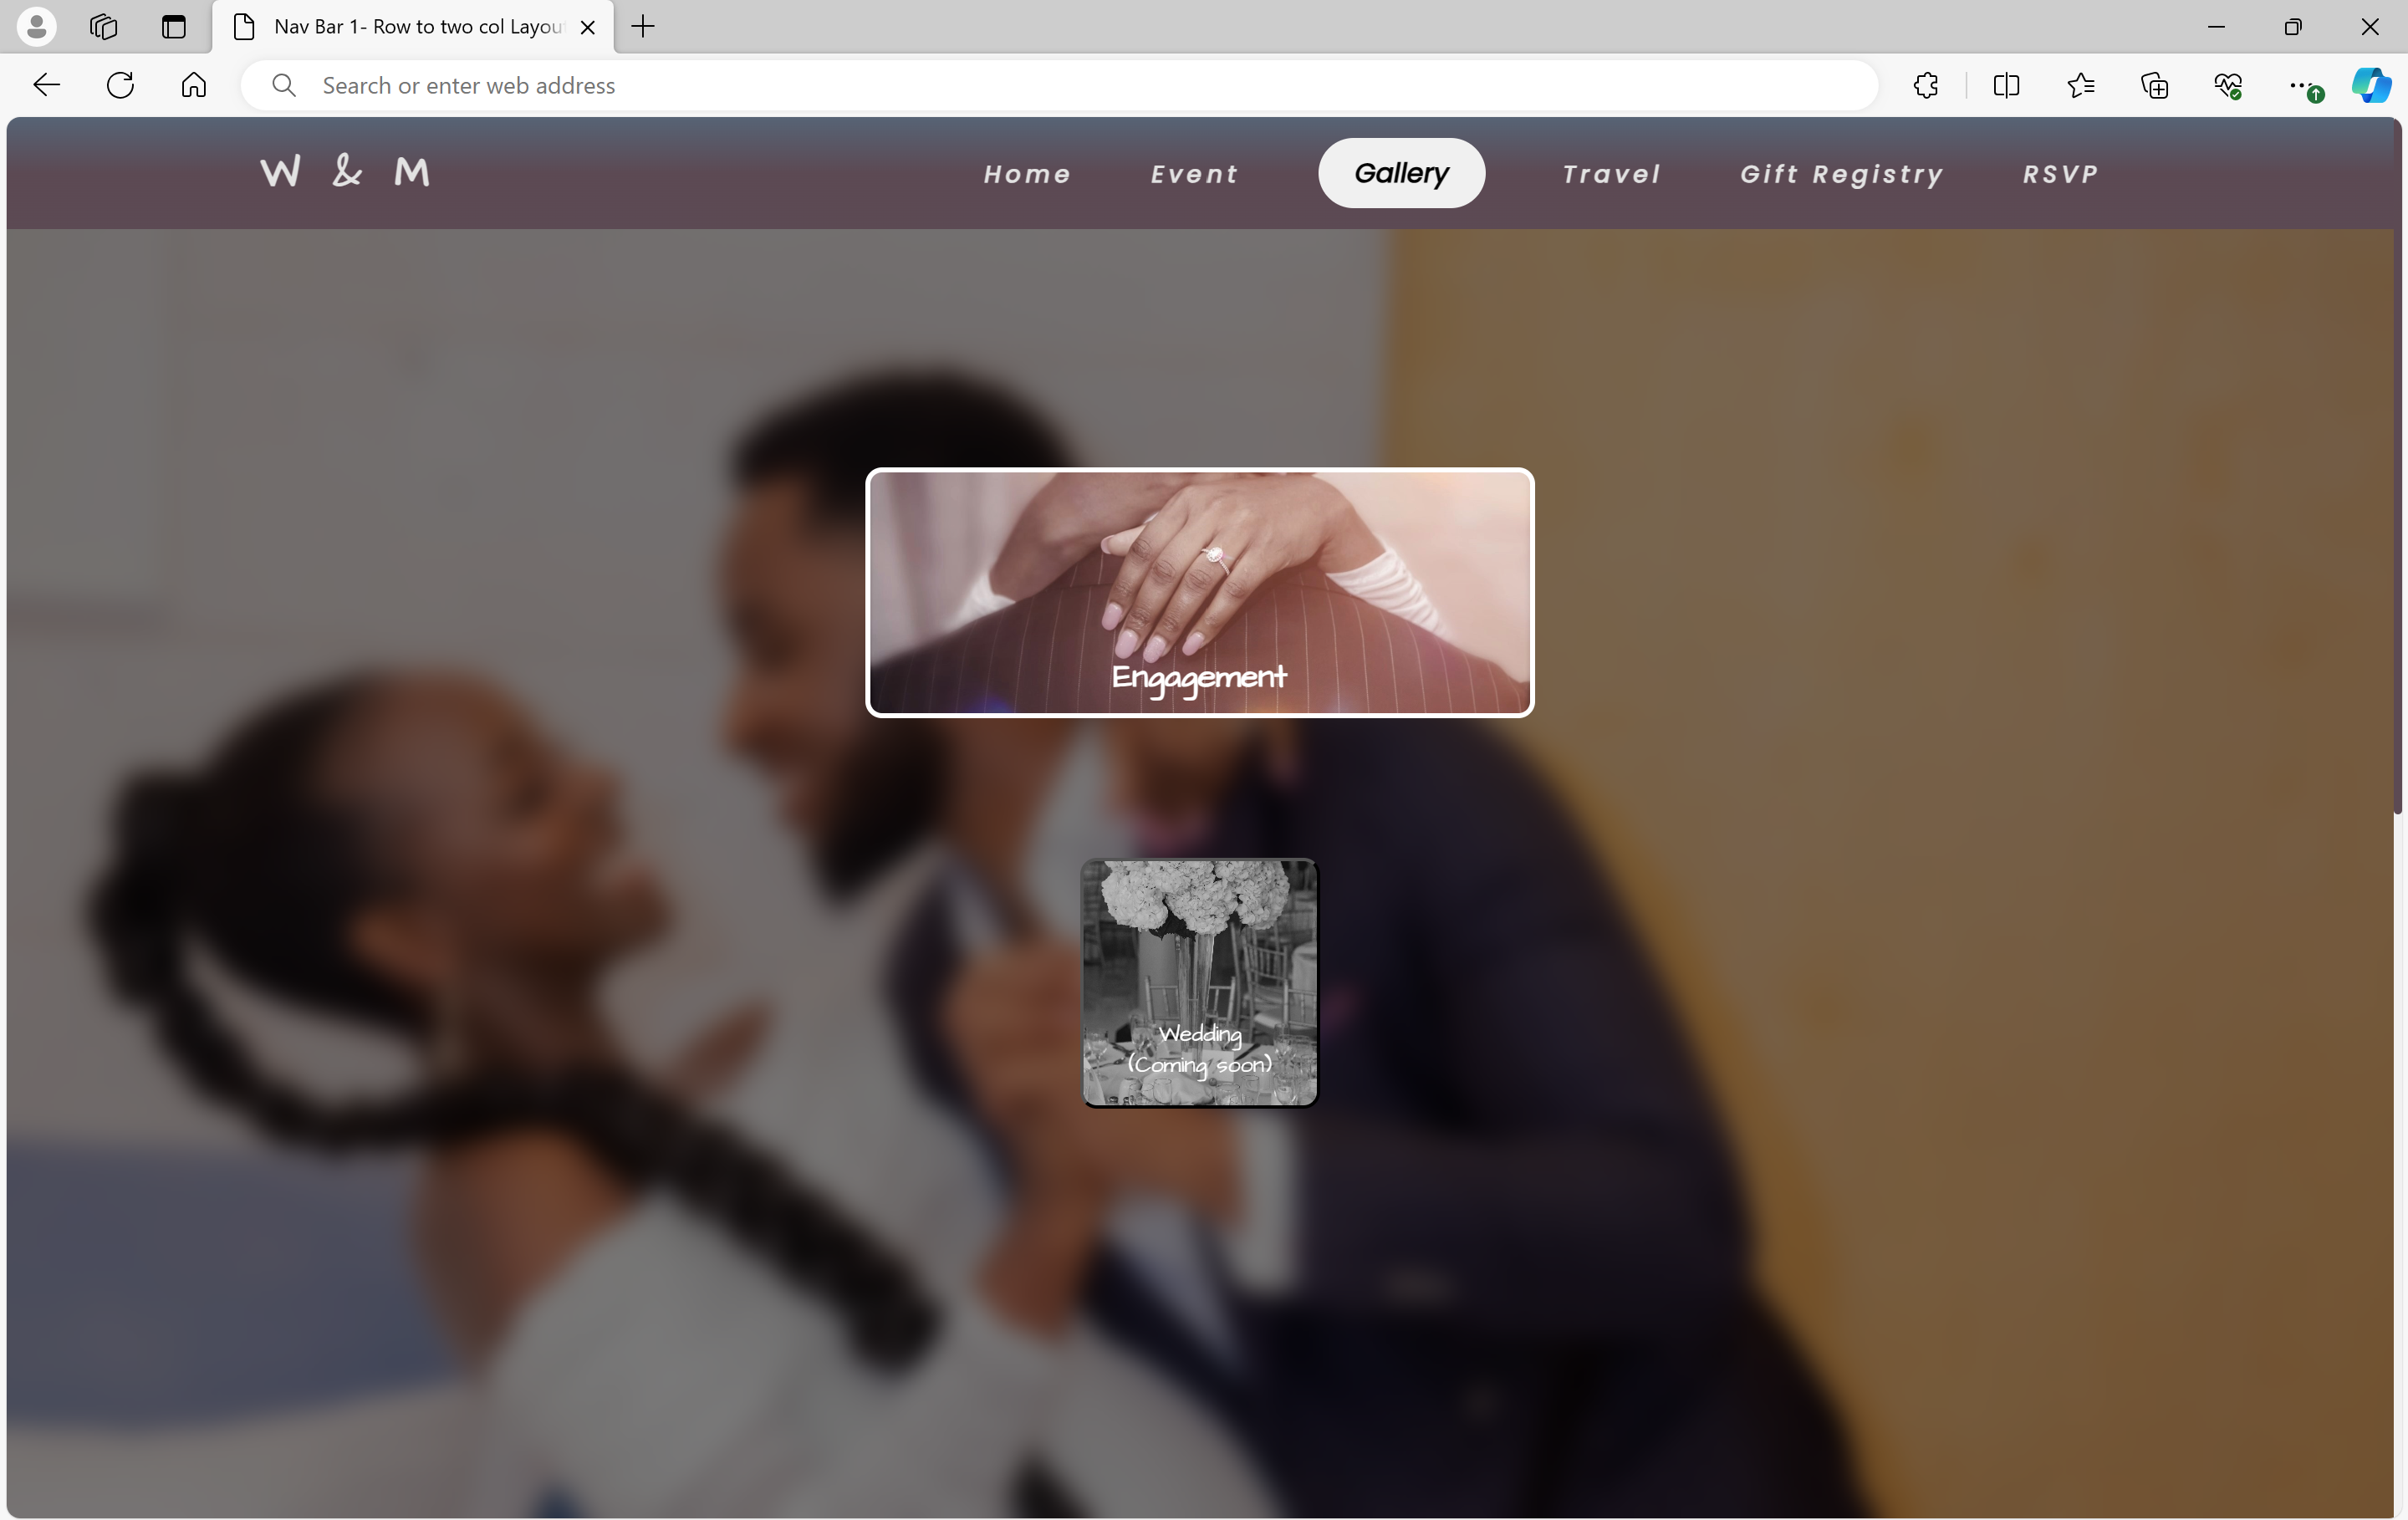 Nav Bar 1- Row to two col Layou
Search or enter web address
W & M
Home Event Gallery Travel Gift Registry RSVP
Engagement
Wedding
(Coming soon)